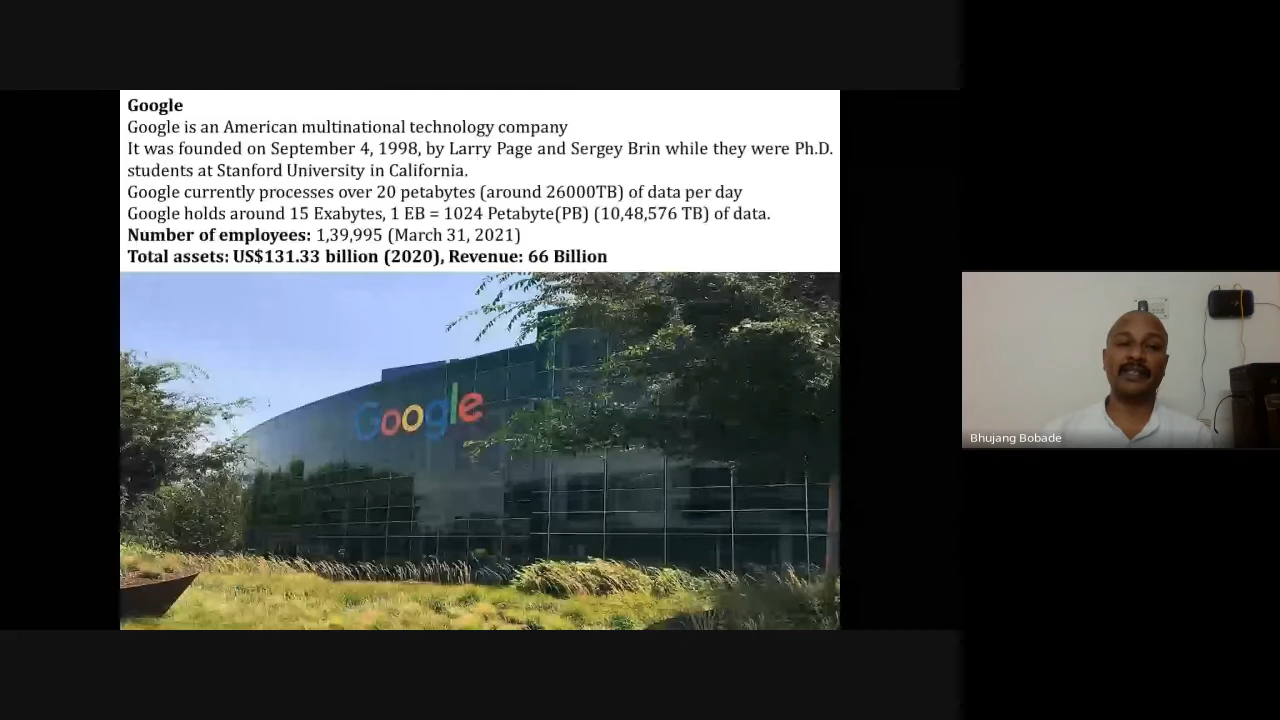 Google
Google is an American multinational technology company
It was founded on September 4, 1998, by Larry Page and Sergey Brin while they were Ph.D.
students at Stanford University in California.
Google currently processes over 20 petabytes (around 26000TB) of data per day
Google holds around 15 Exabytes, 1 EB = 1024 Petabyte(PB) (10,48,576 TB) of data.
Number of employees: 1,39,995 (March 31, 2021)
Total assets: US$131.33 billion (2020), Revenue: 66 Billion
Google
Bhujang Bobade